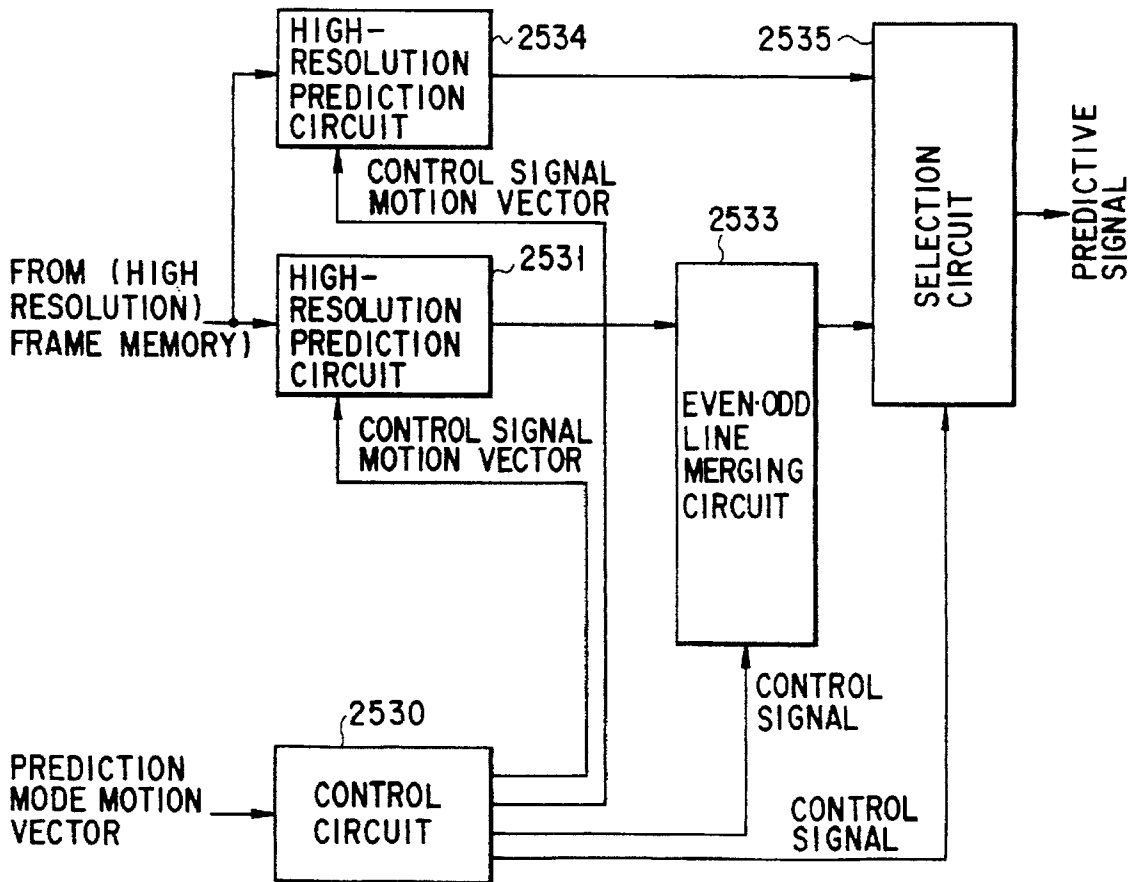 HIGH-
RESOLUTION
PREDICTION
CIRCUIT
2534
2535
SELECTION
CIRCUIT
PREDICTIVE
SIGNAL
CONTROL SIGNAL
MOTION VECTOR
FROM (HIGH
RESOLUTION)
FRAME MEMORY)
HIGH-
RESOLUTION
PREDICTION
CIRCUIT
2531
2533
EVEN·ODD
LINE
MERGING
CIRCUIT
CONTROL SIGNAL
MOTION VECTOR
CONTROL
SIGNAL
2530
PREDICTION
MODE MOTION
VECTOR
CONTROL
CIRCUIT
CONTROL
SIGNAL